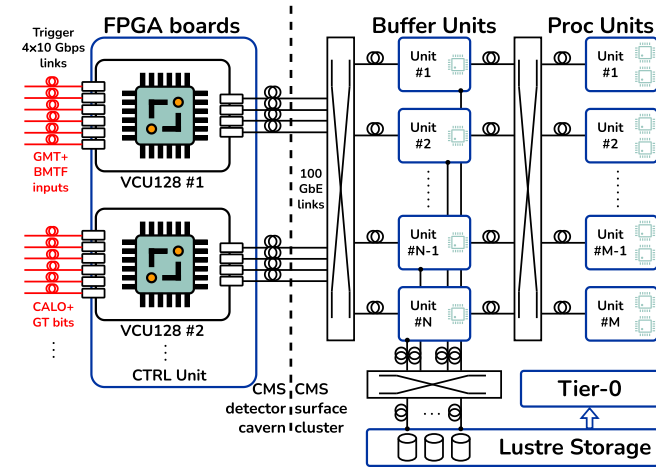 FPGA boards
Buffer Units
Proc Units
Trigger
4x10 Gbps
links
GMT+
BMTF
inputs
VCU128 #1
CALO+
GT bits
VCU128 #2
CTRL Unit
CMS
detector
cavern
CMS
surface
cluster
100
GbE
links
Unit
#1
Unit
#2
Unit
#N-1
Unit
#N
Unit
#1
Unit
#2
Unit
#M-1
Unit
#M
Tier-0
Lustre Storage